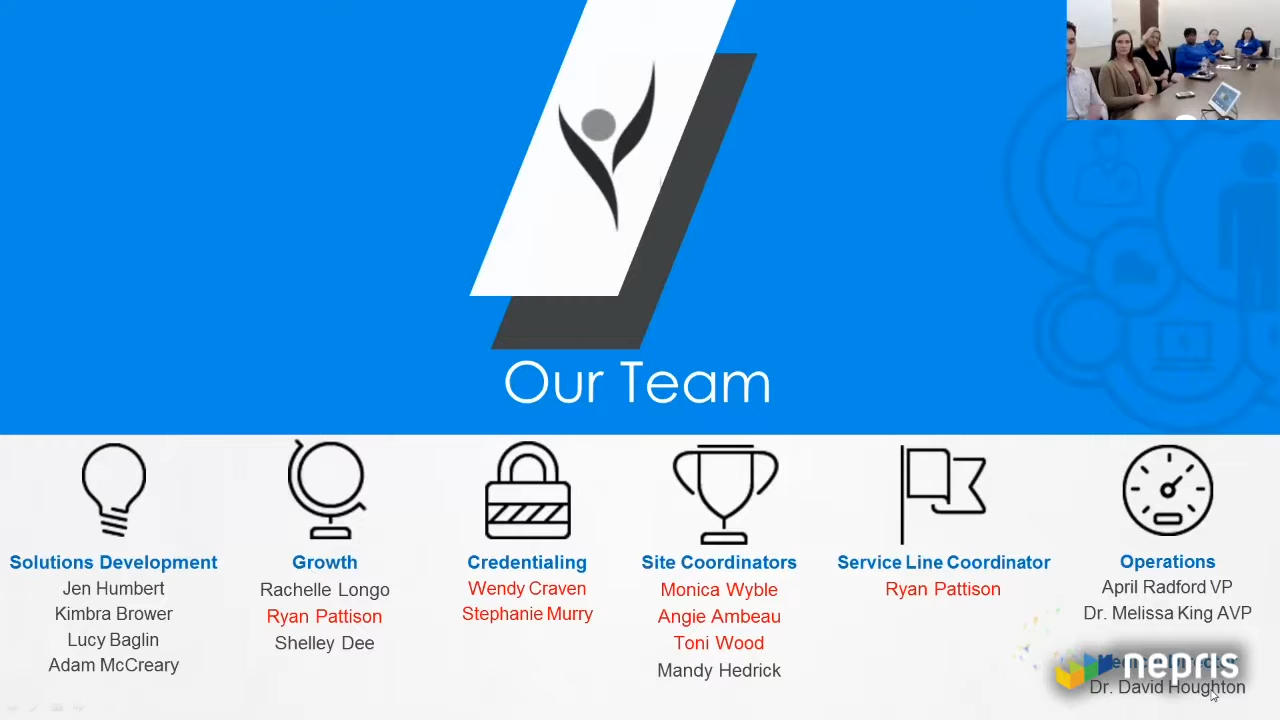 Our Team
Solutions Development
Jen Humbert
Kimbra Brower
Lucy Baglin
Adam McCreary
Growth
Rachelle Longo
Ryan Pattison
Shelley Dee
Credentialing
Wendy Craven
Stephanie Murry
Site Coordinators
Monica Wyble
Angie Ambeau
Toni Wood
Mandy Hedrick
Service Line Coordinator
Ryan Pattison
Operations
April Radford VP
Dr. Melissa King AVP
nepris
Dr. David Houghton